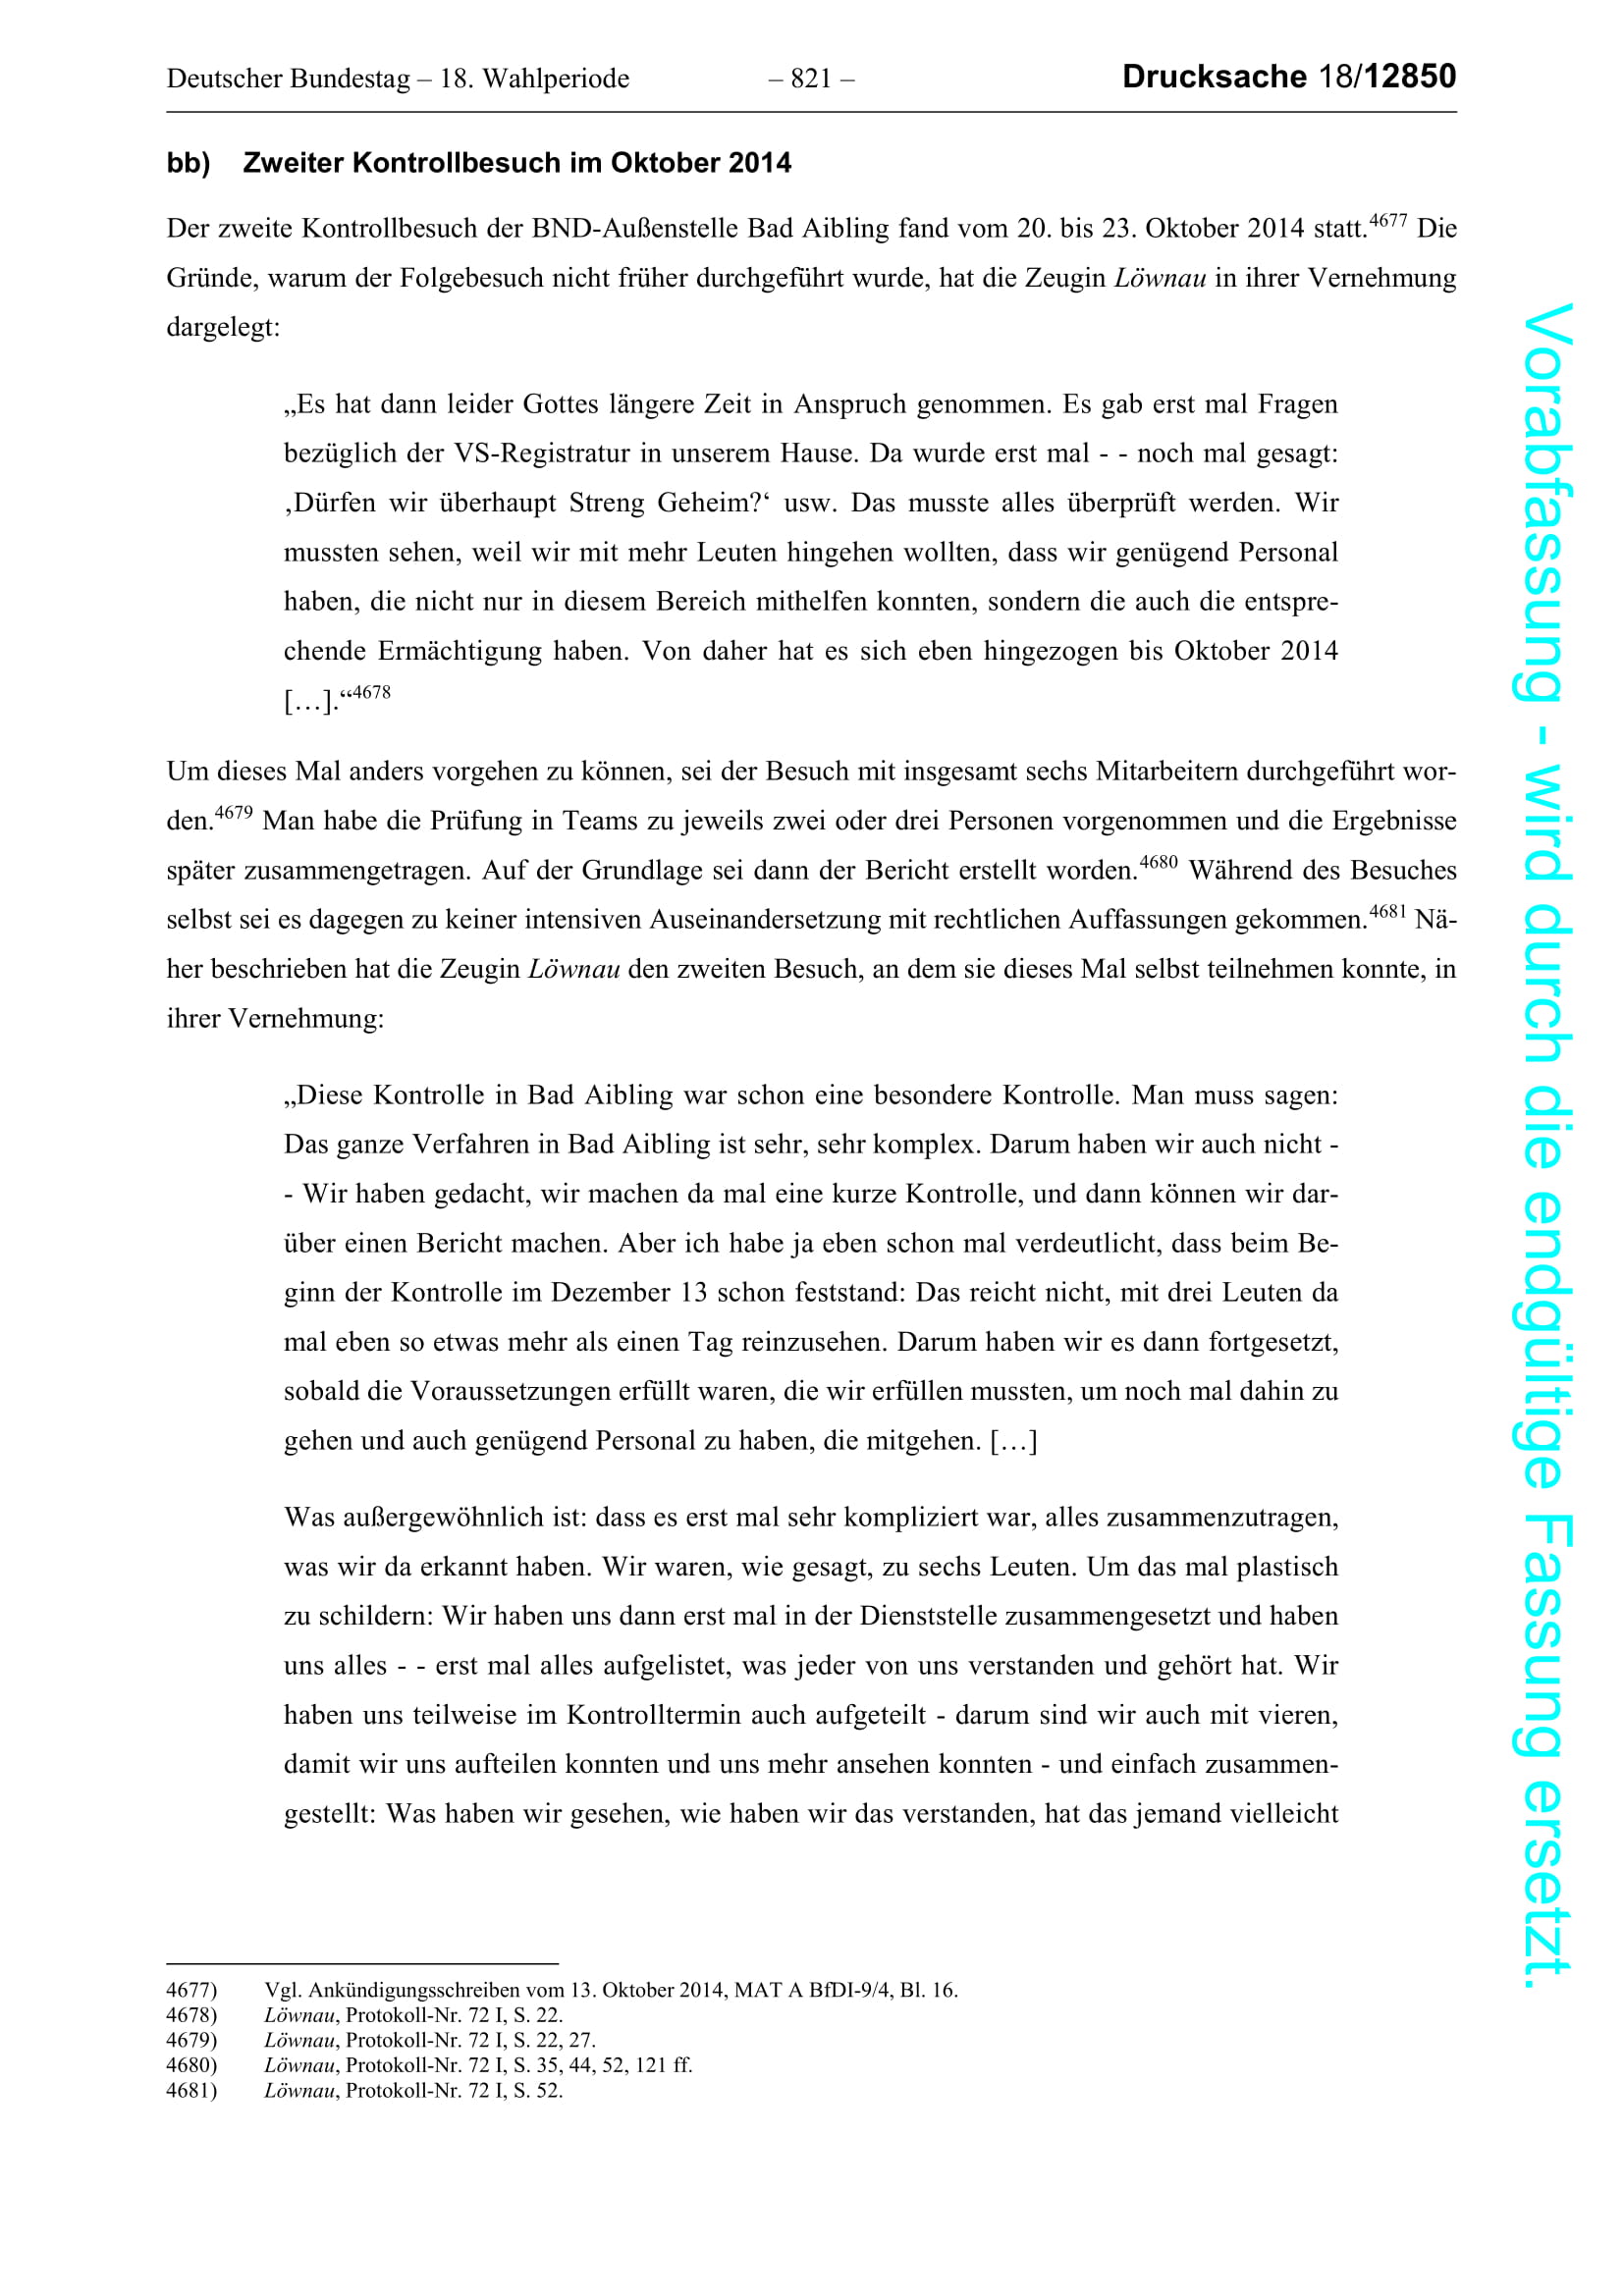 Deutscher Bundestag – 18. Wahlperiode – 821 – Drucksache 18/12850
bb) Zweiter Kontrollbesuch im Oktober 2014
Der zweite Kontrollbesuch der BND-Außenstelle Bad Aibling fand vom 20. bis 23. Oktober 2014 statt.4677 Die
Gründe, warum der Folgebesuch nicht früher durchgeführt wurde, hat die Zeugin Löwnau in ihrer Vernehmung
dargelegt:
„Es hat dann leider Gottes längere Zeit in Anspruch genommen. Es gab erst mal Fragen
bezüglich der VS-Registratur in unserem Hause. Da wurde erst mal - - noch mal gesagt:
‚Dürfen wir überhaupt Streng Geheim?‘ usw. Das musste alles überprüft werden. Wir
mussten sehen, weil wir mit mehr Leuten hingehen wollten, dass wir genügend Personal
haben, die nicht nur in diesem Bereich mithelfen konnten, sondern die auch die entspre-
chende Ermächtigung haben. Von daher hat es sich eben hingezogen bis Oktober 2014
[…].“4678
Um dieses Mal anders vorgehen zu können, sei der Besuch mit insgesamt sechs Mitarbeitern durchgeführt wor-
den.4679 Man habe die Prüfung in Teams zu jeweils zwei oder drei Personen vorgenommen und die Ergebnisse
später zusammengetragen. Auf der Grundlage sei dann der Bericht erstellt worden.4680 Während des Besuches
selbst sei es dagegen zu keiner intensiven Auseinandersetzung mit rechtlichen Auffassungen gekommen.4681 Nä-
her beschrieben hat die Zeugin Löwnau den zweiten Besuch, an dem sie dieses Mal selbst teilnehmen konnte, in
ihrer Vernehmung:
„Diese Kontrolle in Bad Aibling war schon eine besondere Kontrolle. Man muss sagen:
Das ganze Verfahren in Bad Aibling ist sehr, sehr komplex. Darum haben wir auch nicht -
- Wir haben gedacht, wir machen da mal eine kurze Kontrolle, und dann können wir dar-
über einen Bericht machen. Aber ich habe ja eben schon mal verdeutlicht, dass beim Be-
ginn der Kontrolle im Dezember 13 schon feststand: Das reicht nicht, mit drei Leuten da
mal eben so etwas mehr als einen Tag reinzusehen. Darum haben wir es dann fortgesetzt,
sobald die Voraussetzungen erfüllt waren, die wir erfüllen mussten, um noch mal dahin zu
gehen und auch genügend Personal zu haben, die mitgehen. […]
Was außergewöhnlich ist: dass es erst mal sehr kompliziert war, alles zusammenzutragen,
was wir da erkannt haben. Wir waren, wie gesagt, zu sechs Leuten. Um das mal plastisch
zu schildern: Wir haben uns dann erst mal in der Dienststelle zusammengesetzt und haben
uns alles - - erst mal alles aufgelistet, was jeder von uns verstanden und gehört hat. Wir
haben uns teilweise im Kontrolltermin auch aufgeteilt - darum sind wir auch mit vieren,
damit wir uns aufteilen konnten und uns mehr ansehen konnten - und einfach zusammen-
gestellt: Was haben wir gesehen, wie haben wir das verstanden, hat das jemand vielleicht
4677) Vgl. Ankündigungsschreiben vom 13. Oktober 2014, MAT A BfDI-9/4, Bl. 16.
4678) Löwnau, Protokoll-Nr. 72 I, S. 22.
4679) Löwnau, Protokoll-Nr. 72 I, S. 22, 27.
4680) Löwnau, Protokoll-Nr. 72 I, S. 35, 44, 52, 121 ff.
4681) Löwnau, Protokoll-Nr. 72 I, S. 52.
Vorabfassung - wird durch die endgültige Fassung ersetzt.